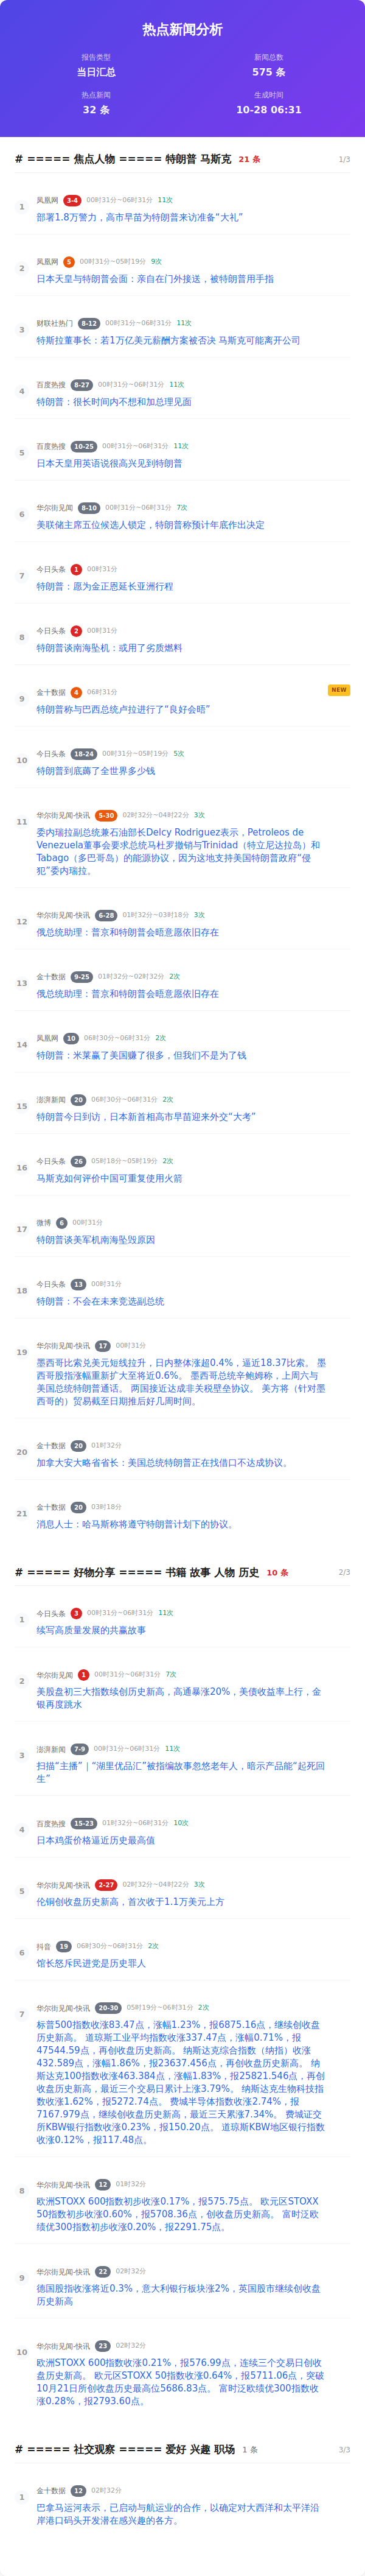 热点新闻分析
报告类型
新闻总数
当日汇总
575 条
热点新闻
生成时间
32 条
10-28 06:31
# ===== 焦点人物 ===== 特朗普 马斯克 21 条 1/3
1
凤凰网 3-4 00时31分~06时31分 11次
部署1.8万警力，高市早苗为特朗普来访准备“大礼”
2
凤凰网 5 00时31分~05时19分 9次
日本天皇与特朗普会面：亲自在门外接送，被特朗普用手指
3
财联社热门 8-12 00时31分~06时31分 11次
特斯拉董事长：若1万亿美元薪酬方案被否决 马斯克可能离开公司
4
百度热搜 8-27 00时31分~06时31分 11次
特朗普：很长时间内不想和加总理见面
5
百度热搜 10-25 00时31分~06时31分 11次
日本天皇用英语说很高兴见到特朗普
6
华尔街见闻 8-10 00时31分~06时31分 7次
美联储主席五位候选人锁定，特朗普称预计年底作出决定
7
今日头条 1 00时31分
特朗普：愿为金正恩延长亚洲行程
8
今日头条 2 00时31分
特朗普谈南海坠机：或用了劣质燃料
9
金十数据 4 06时31分
NEW
特朗普称与巴西总统卢拉进行了“良好会晤”
10
今日头条 18-24 00时31分~05时19分 5次
特朗普到底薅了全世界多少钱
11
华尔街见闻-快讯 5-30 02时32分~04时22分 3次
委内瑞拉副总统兼石油部长Delcy Rodriguez表示，Petroleos de
Venezuela董事会要求总统马杜罗撤销与Trinidad（特立尼达拉岛）和
Tabago（多巴哥岛）的能源协议，因为这地支持美国特朗普政府“侵
犯”委内瑞拉。
12
华尔街见闻-快讯 6-28 01时32分~03时18分 3次
俄总统助理：普京和特朗普会晤意愿依旧存在
13
金十数据 9-25 01时32分~02时32分 2次
俄总统助理：普京和特朗普会晤意愿依旧存在
14
凤凰网 10 06时30分~06时31分 2次
特朗普：米莱赢了美国赚了很多，但我们不是为了钱
15
澎湃新闻 20 06时30分~06时31分 2次
特朗普今日到访，日本新首相高市早苗迎来外交“大考”
16
今日头条 26 05时18分~05时19分 2次
马斯克如何评价中国可重复使用火箭
17
微博 6 00时31分
特朗普谈美军机南海坠毁原因
18
今日头条 13 00时31分
特朗普：不会在未来竞选副总统
19
华尔街见闻-快讯 17 00时31分
墨西哥比索兑美元短线拉升，日内整体涨超0.4%，逼近18.37比索。 墨
西哥股指涨幅重新扩大至将近0.6%。 墨西哥总统辛鲍姆称，上周六与
美国总统特朗普通话。 两国接近达成非关税壁垒协议。 美方将（针对墨
西哥的）贸易截至日期推后好几周时间。
20
金十数据 20 01时32分
加拿大安大略省省长：美国总统特朗普正在找借口不达成协议。
21
金十数据 20 03时18分
消息人士：哈马斯称将遵守特朗普计划下的协议。
# ===== 好物分享 ===== 书籍 故事 人物 历史 10 条 2/3
1
今日头条 3 00时31分~06时31分 11次
续写高质量发展的共赢故事
2
华尔街见闻 1 00时31分~06时31分 7次
美股盘初三大指数续创历史新高，高通暴涨20%，美债收益率上行，金
银再度跳水
3
澎湃新闻 7-9 00时31分~06时31分 11次
扫描“主播”｜“湖里优品汇”被指编故事忽悠老年人，暗示产品能“起死回
生”
4
百度热搜 15-23 01时32分~06时31分 10次
日本鸡蛋价格逼近历史最高值
5
华尔街见闻-快讯 2-27 02时32分~04时22分 3次
伦铜创收盘历史新高，首次收于1.1万美元上方
6
抖音 19 06时30分~06时31分 2次
馆长怒斥民进党是历史罪人
7
华尔街见闻-快讯 20-30 05时19分~06时31分 2次
标普500指数收涨83.47点，涨幅1.23%，报6875.16点，继续创收盘
历史新高。 道琼斯工业平均指数收涨337.47点，涨幅0.71%，报
47544.59点，再创收盘历史新高。 纳斯达克综合指数（纳指）收涨
432.589点，涨幅1.86%，报23637.456点，再创收盘历史新高。 纳
斯达克100指数收涨463.384点，涨幅1.83%，报25821.546点，再创
收盘历史新高，最近三个交易日累计上涨3.79%。 纳斯达克生物科技指
数收涨1.62%，报5272.74点。 费城半导体指数收涨2.74%，报
7167.979点，继续创收盘历史新高，最近三天累涨7.34%。 费城证交
所KBW银行指数收涨0.23%，报150.20点。 道琼斯KBW地区银行指数
收涨0.12%，报117.48点。
8
华尔街见闻-快讯 12 01时32分
欧洲STOXX 600指数初步收涨0.17%，报575.75点。 欧元区STOXX
50指数初步收涨0.60%，报5708.36点，创收盘历史新高。 富时泛欧
绩优300指数初步收涨0.20%，报2291.75点。
9
华尔街见闻-快讯 22 02时32分
德国股指收涨将近0.3%，意大利银行板块涨2%，英国股市继续创收盘
历史新高
10
华尔街见闻-快讯 23 02时32分
欧洲STOXX 600指数收涨0.21%，报576.99点，连续三个交易日创收
盘历史新高。 欧元区STOXX 50指数收涨0.64%，报5711.06点，突破
10月21日所创收盘历史最高位5686.83点。 富时泛欧绩优300指数收
涨0.28%，报2793.60点。
# ===== 社交观察 ===== 爱好 兴趣 职场 1 条 3/3
1
金十数据 12 02时32分
巴拿马运河表示，已启动与航运业的合作，以确定对大西洋和太平洋沿
岸港口码头开发潜在感兴趣的各方。